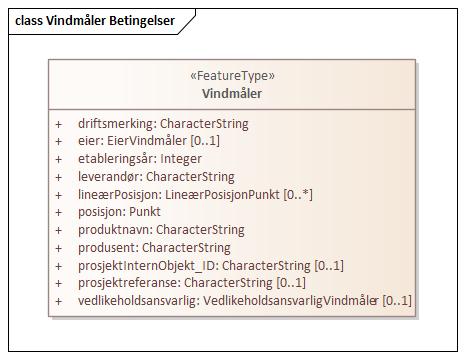 class Vindmåler Betingelser
«FeatureType»
Vindmåler
+ driftsmerking: CharacterString
+ eier: EierVindmåler [0..1]
+ etableringsår: Integer
+ leverandør: CharacterString
+ lineærPosisjon: LineærPosisjonPunkt [0..*]
+ posisjon: Punkt
+ produktnavn: CharacterString
+ produsent: CharacterString
+ prosjektInternObjekt_ID: CharacterString [0..1]
+ prosjektreferanse: CharacterString [0..1]
+ vedlikeholdsansvarlig: VedlikeholdsansvarligVindmåler [0..1]